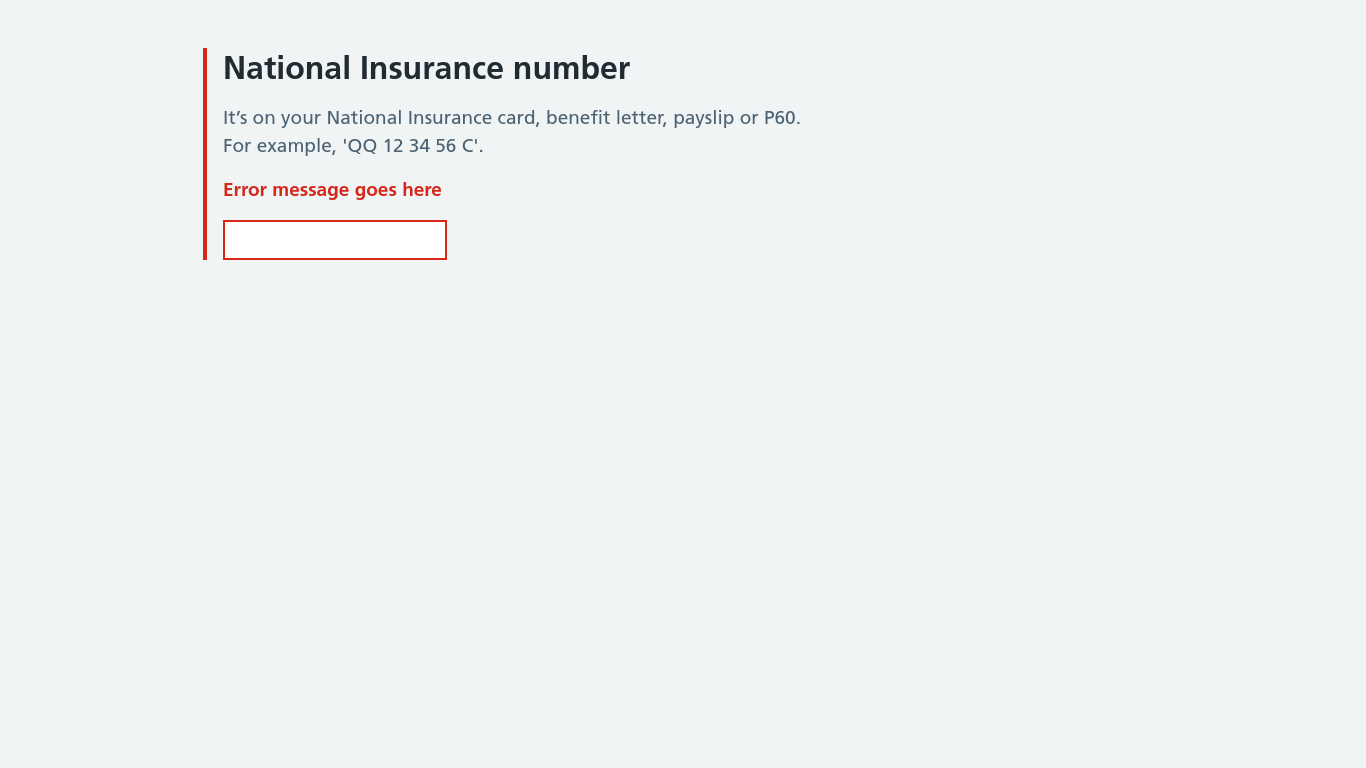 National Insurance number
It’s on your National Insurance card, benefit letter, payslip or P60.
For example, 'QQ 12 34 56 C'.
Error message goes here